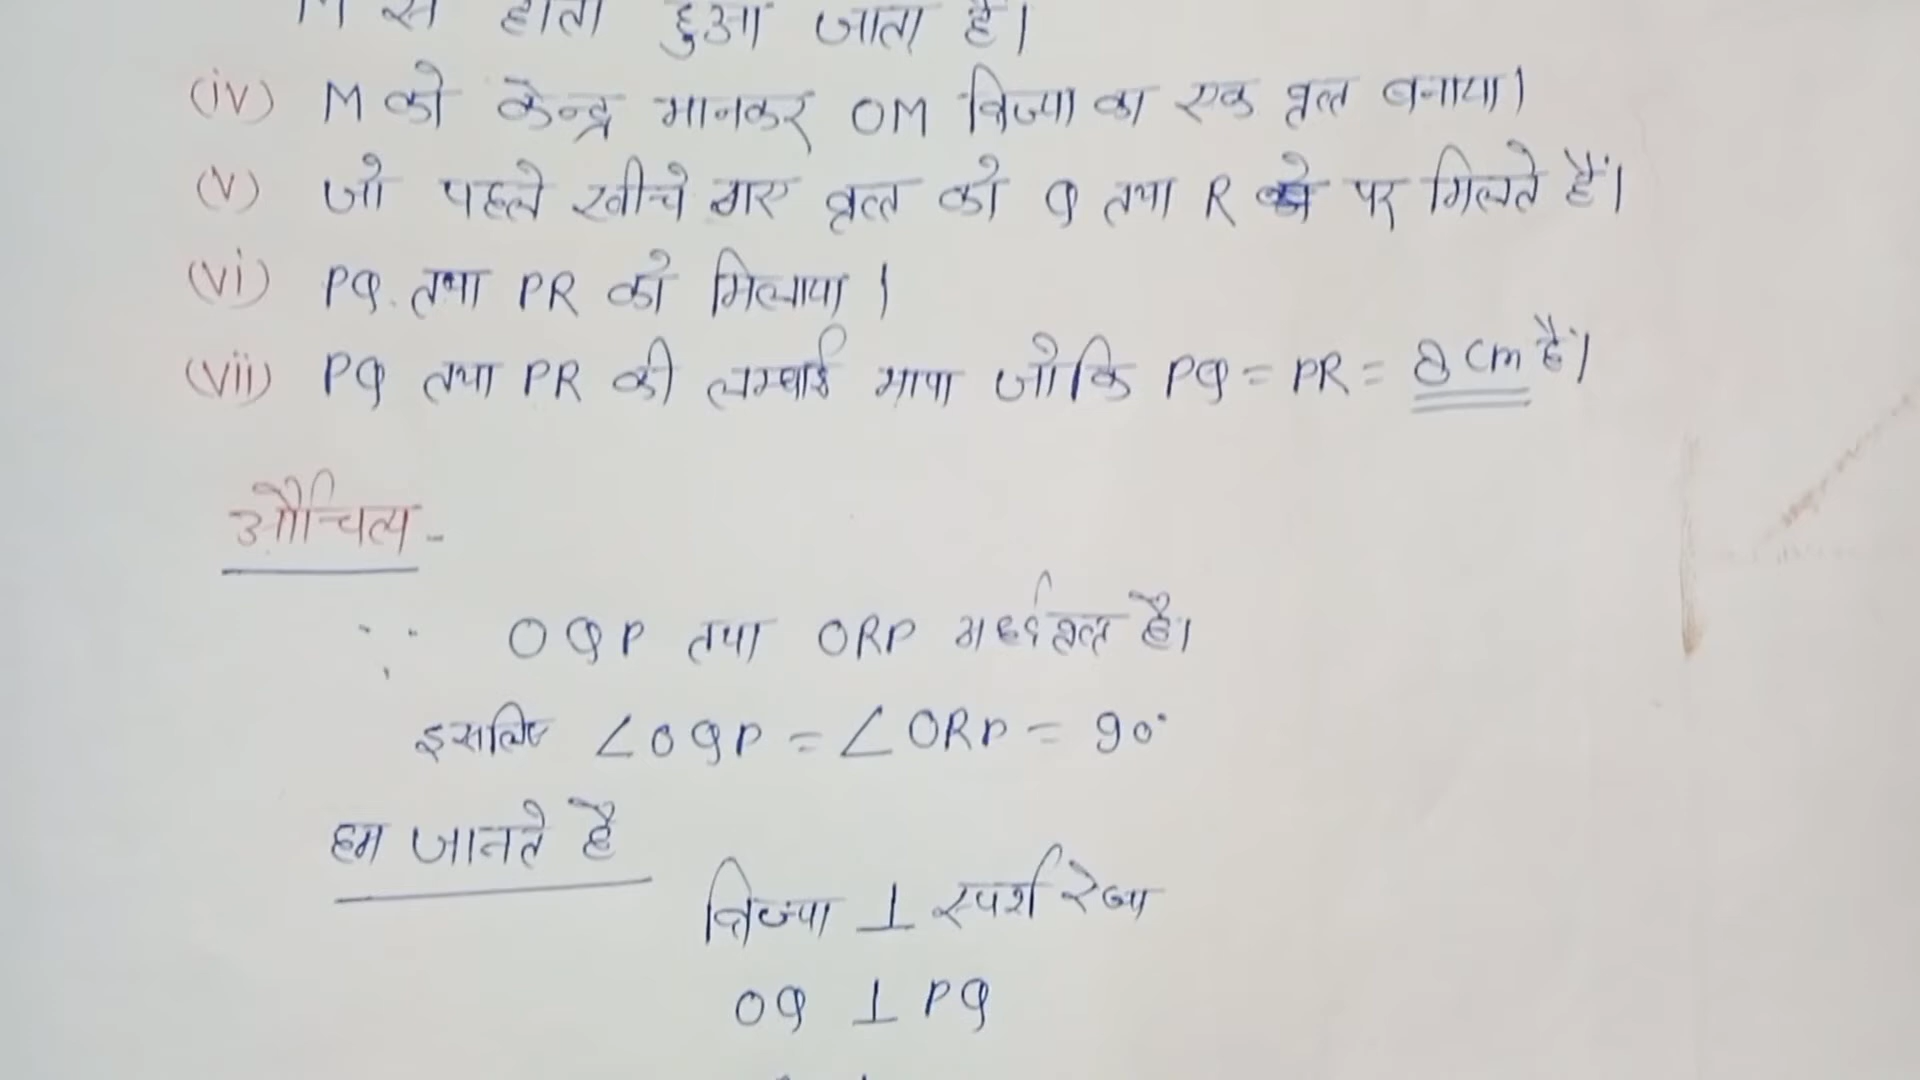 M से होता हुआ जाता है।
(iv) M को केन्द्र मानकर OM त्रिज्या का एक वृत्त बनाया।
(v) जो पहले खीचे गए वृत्त को Q तथा R पर मिलते हैं।
(vi) PQ तथा PR को मिलाया।
(vii) PQ तथा PR की लम्बाई मापा जोकि PQ = PR = 8 cm है।
औचित्य -
∵ OQP तथा ORP अर्द्धवृत्त है।
इसलिए ∠OQP = ∠ORP = 90°
हम जानते है
त्रिज्या ⊥ स्पर्श रेखा
OQ ⊥ PQ